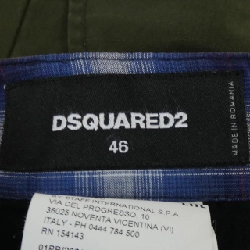 DSQUARED2
46
MADE IN ROMANIA
STAFF INTERNATIONAL S.P.A
VIA DEL PROGRESSO, 10
36025 NOVENTA VICENTINA (VI)
ITALY - PH 0444 784 500
RN 154143